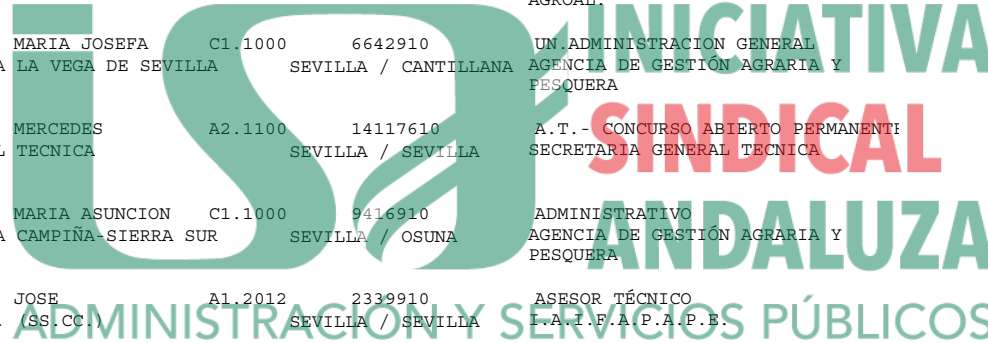 AGROAL.
MARIA JOSEFA C1.1000 6642910 UN.ADMINISTRACION GENERAL
A LA VEGA DE SEVILLA SEVILLA / CANTILLANA AGENCIA DE GESTIÓN AGRARIA Y
PESQUERA
MERCEDES A2.1100 14117610 A.T.- CONCURSO ABIERTO PERMANENTE
L TECNICA SEVILLA / SEVILLA SECRETARIA GENERAL TECNICA
MARIA ASUNCION C1.1000 9416910 ADMINISTRATIVO
A CAMPIÑA-SIERRA SUR SEVILLA / OSUNA AGENCIA DE GESTIÓN AGRARIA Y
PESQUERA
JOSE A1.2012 2339910 ASESOR TÉCNICO
(SS.CC.) SEVILLA / SEVILLA I.A.I.F.A.P.A.P.E.
isa
INICIATIVA
SINDICAL
ANDALUZA
ADMINISTRACIÓN Y SERVICIOS PÚBLICOS